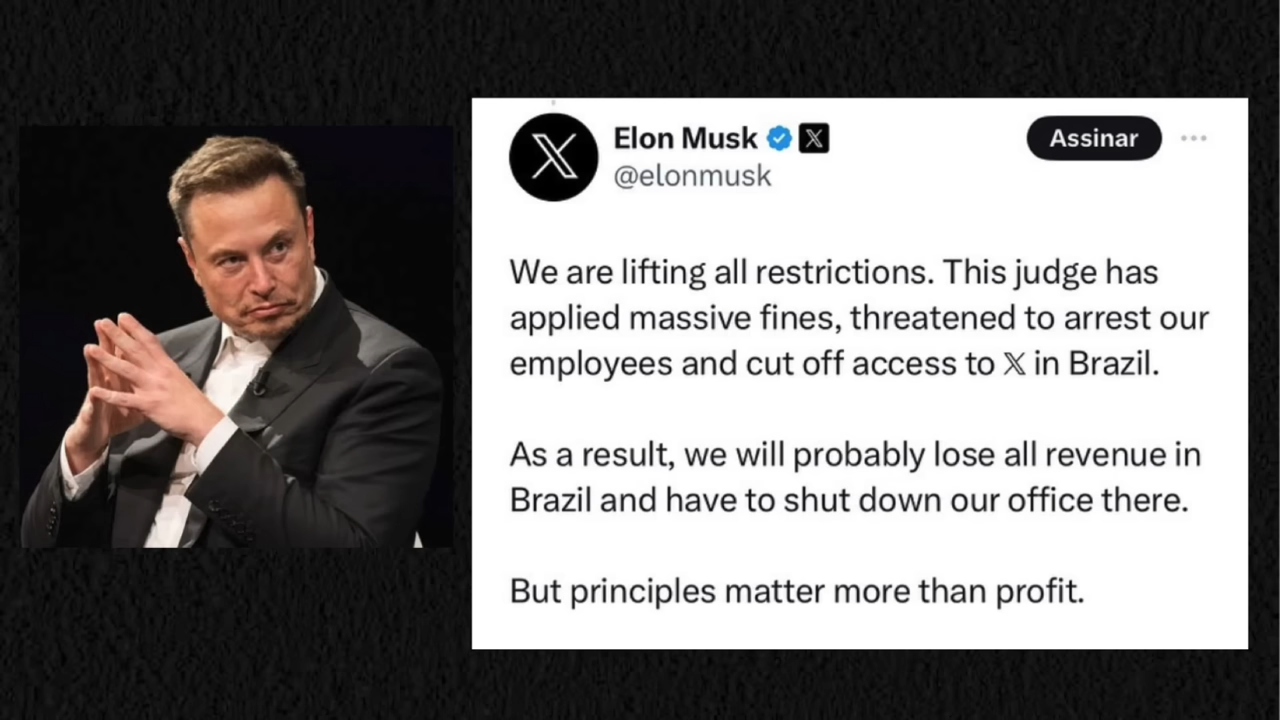 Elon Musk
@elonmusk
Assinar
We are lifting all restrictions. This judge has
applied massive fines, threatened to arrest our
employees and cut off access to 𝕏 in Brazil.
As a result, we will probably lose all revenue in
Brazil and have to shut down our office there.
But principles matter more than profit.